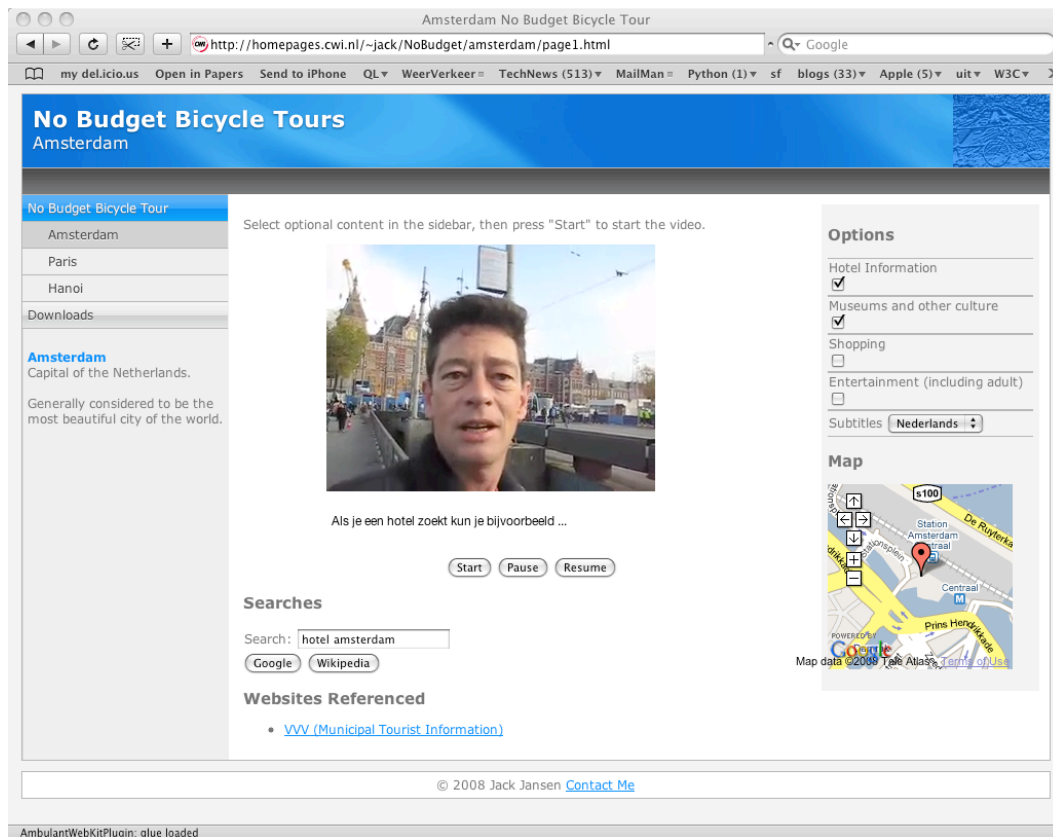 Amsterdam No Budget Bicycle Tour
http://homepages.cwi.nl/~jack/NoBudget/amsterdam/page1.html
Google
my del.icio.us Open in Papers Send to iPhone QL WeerVerkeer TechNews (513) MailMan Python (1) sf blogs (33) Apple (5) uit W3C
No Budget Bicycle Tours
Amsterdam
No Budget Bicycle Tour
Amsterdam
Paris
Hanoi
Downloads
Amsterdam
Capital of the Netherlands.
Generally considered to be the
most beautiful city of the world.
Select optional content in the sidebar, then press "Start" to start the video.
Als je een hotel zoekt kun je bijvoorbeeld ...
Start Pause Resume
Searches
Search: hotel amsterdam
Google Wikipedia
Websites Referenced
VVV (Municipal Tourist Information)
Options
Hotel Information
Museums and other culture
Shopping
Entertainment (including adult)
Subtitles Nederlands
Map
s100
De Ruyterka
Station
Amsterdam
Centraal
M
Prins Hendrikkade
POWERED BY
Google
Map data ©2008 Tele Atlas - Terms of Use
© 2008 Jack Jansen Contact Me
AmbulantWebKitPlugin: glue loaded